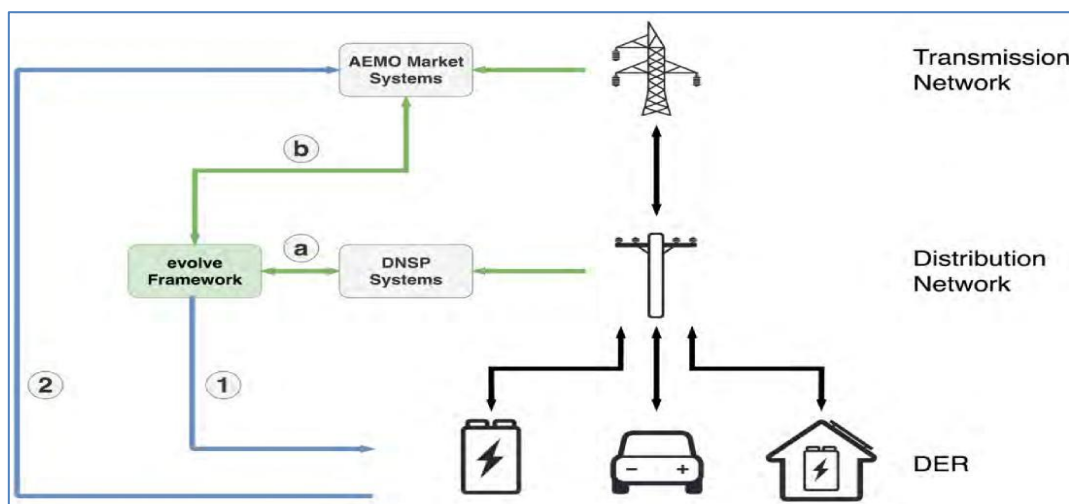 AEMO Market
Systems
Transmission
Network
b
evolve
Framework
a
DNSP
Systems
Distribution
Network
2
1
- +
DER